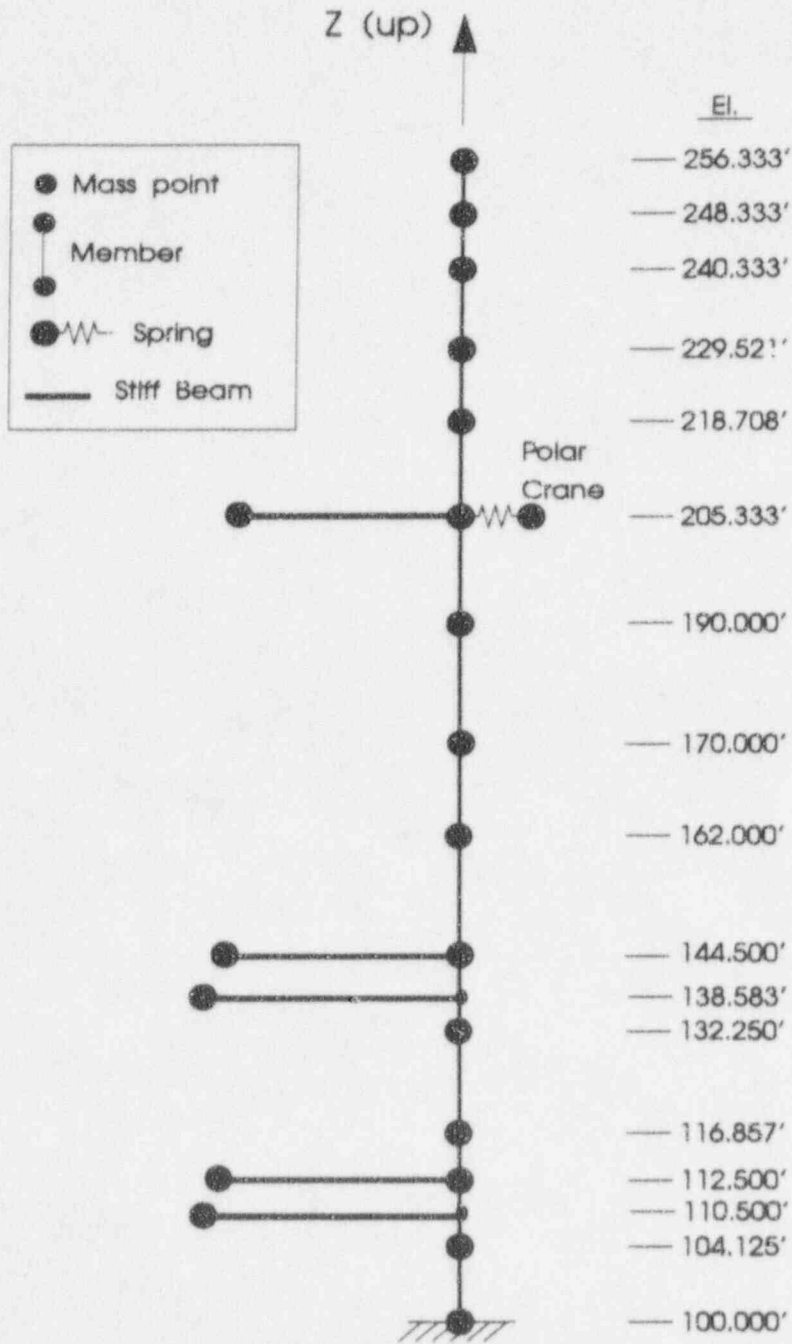 Z (up)
El.
256.333'
Mass point
248.333'
Member
240.333'
Spring
229.521'
Stiff Beam
218.708'
Polar
Crane
205.333'
190.000'
170.000'
162.000'
144.500'
138.583'
132.250'
116.857'
112.500'
110.500'
104.125'
100.000'